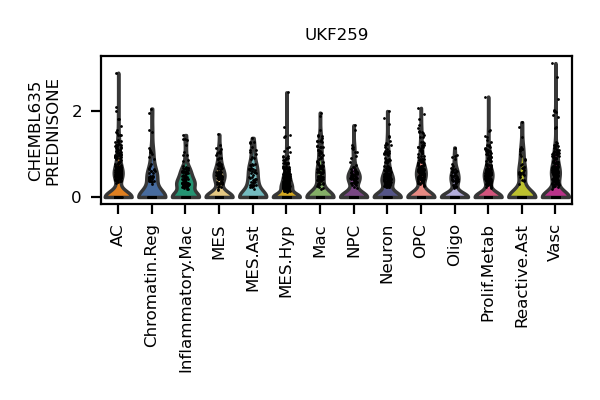 UKF259
CHEMBL635
PREDNISONE
2
0
AC
Chromatin.Reg
Inflammatory.Mac
MES
MES.Ast
MES.Hyp
Mac
NPC
Neuron
OPC
Oligo
Prolif.Metab
Reactive.Ast
Vasc